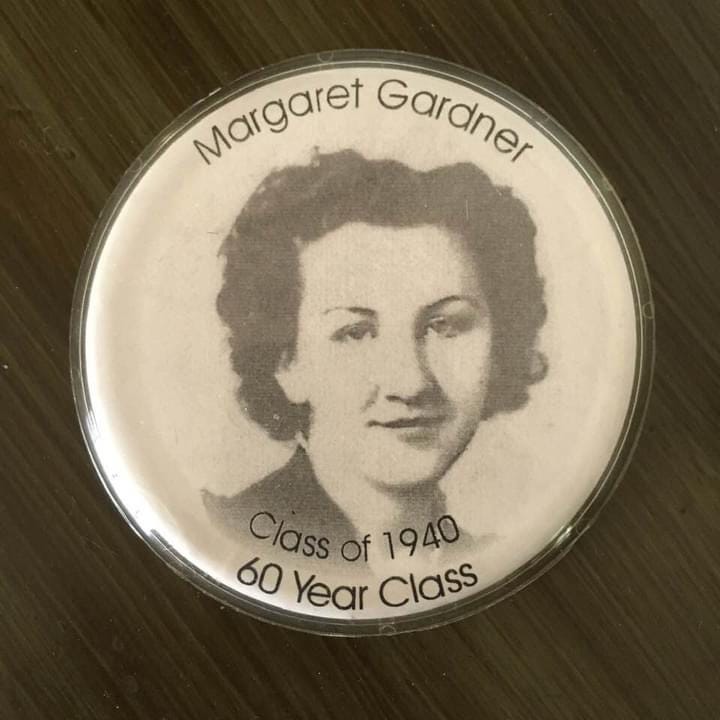 Margaret Gardner
Class of 1940
60 Year Class